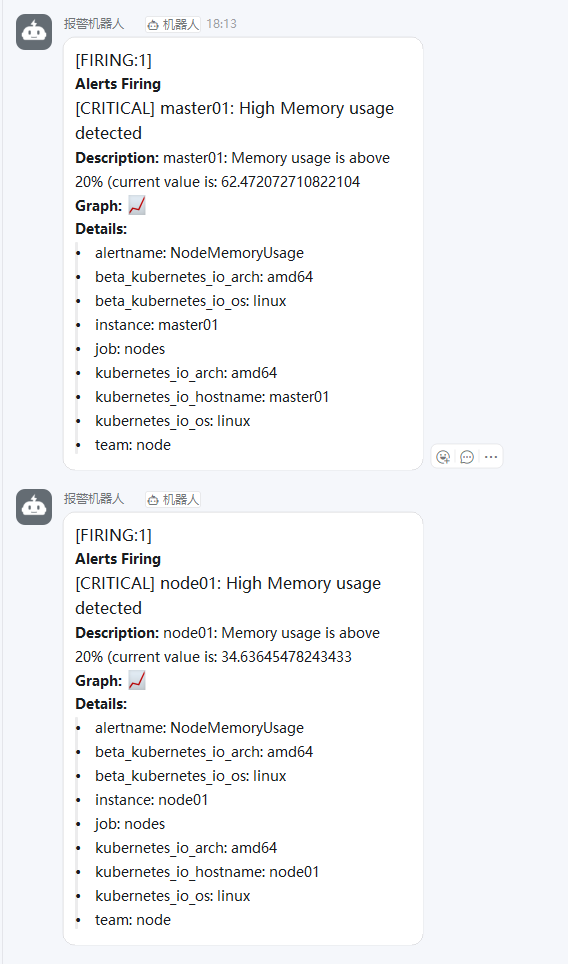 报警机器人 机器人 18:13
[FIRING:1]
Alerts Firing
[CRITICAL] master01: High Memory usage
detected
Description: master01: Memory usage is above
20% (current value is: 62.472072710822104
Graph:
Details:
• alertname: NodeMemoryUsage
• beta_kubernetes_io_arch: amd64
• beta_kubernetes_io_os: linux
• instance: master01
• job: nodes
• kubernetes_io_arch: amd64
• kubernetes_io_hostname: master01
• kubernetes_io_os: linux
• team: node
报警机器人 机器人
[FIRING:1]
Alerts Firing
[CRITICAL] node01: High Memory usage
detected
Description: node01: Memory usage is above
20% (current value is: 34.63645478243433
Graph:
Details:
• alertname: NodeMemoryUsage
• beta_kubernetes_io_arch: amd64
• beta_kubernetes_io_os: linux
• instance: node01
• job: nodes
• kubernetes_io_arch: amd64
• kubernetes_io_hostname: node01
• kubernetes_io_os: linux
• team: node